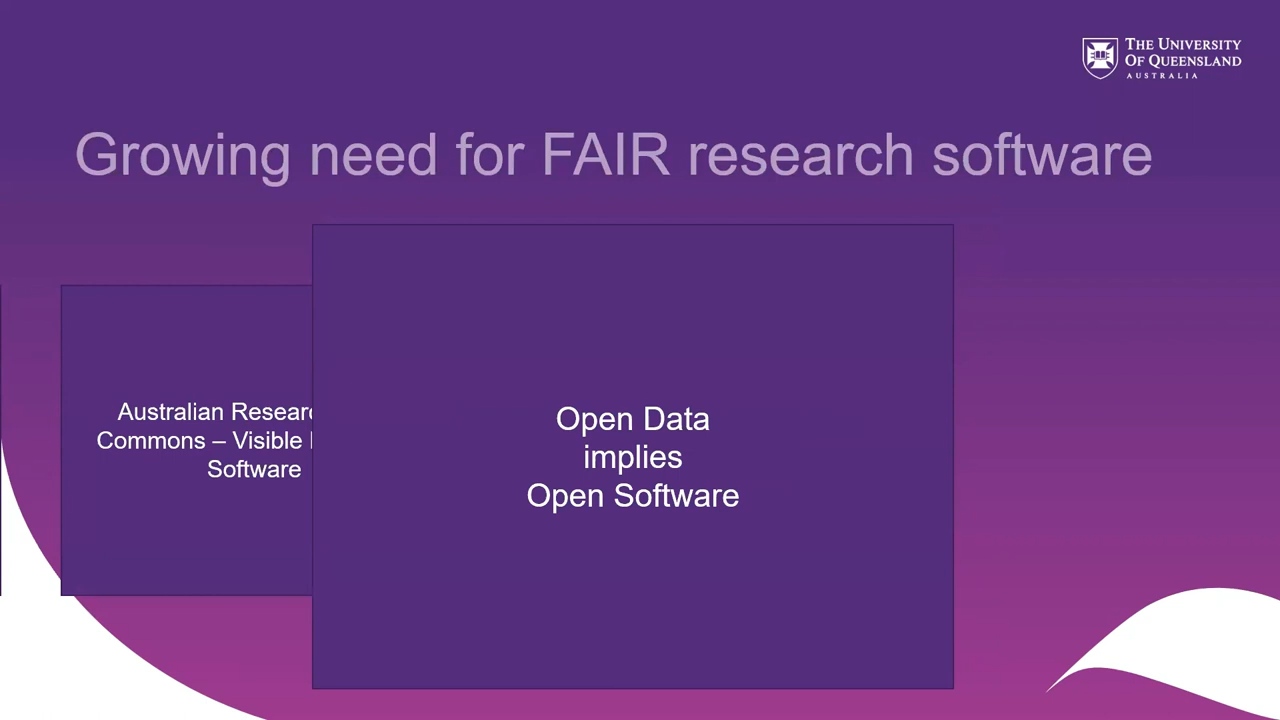 THE UNIVERSITY
OF QUEENSLAND
AUSTRALIA
Growing need for FAIR research software
Australian
Commons – Visible
Software
Open Data
implies
Open Software